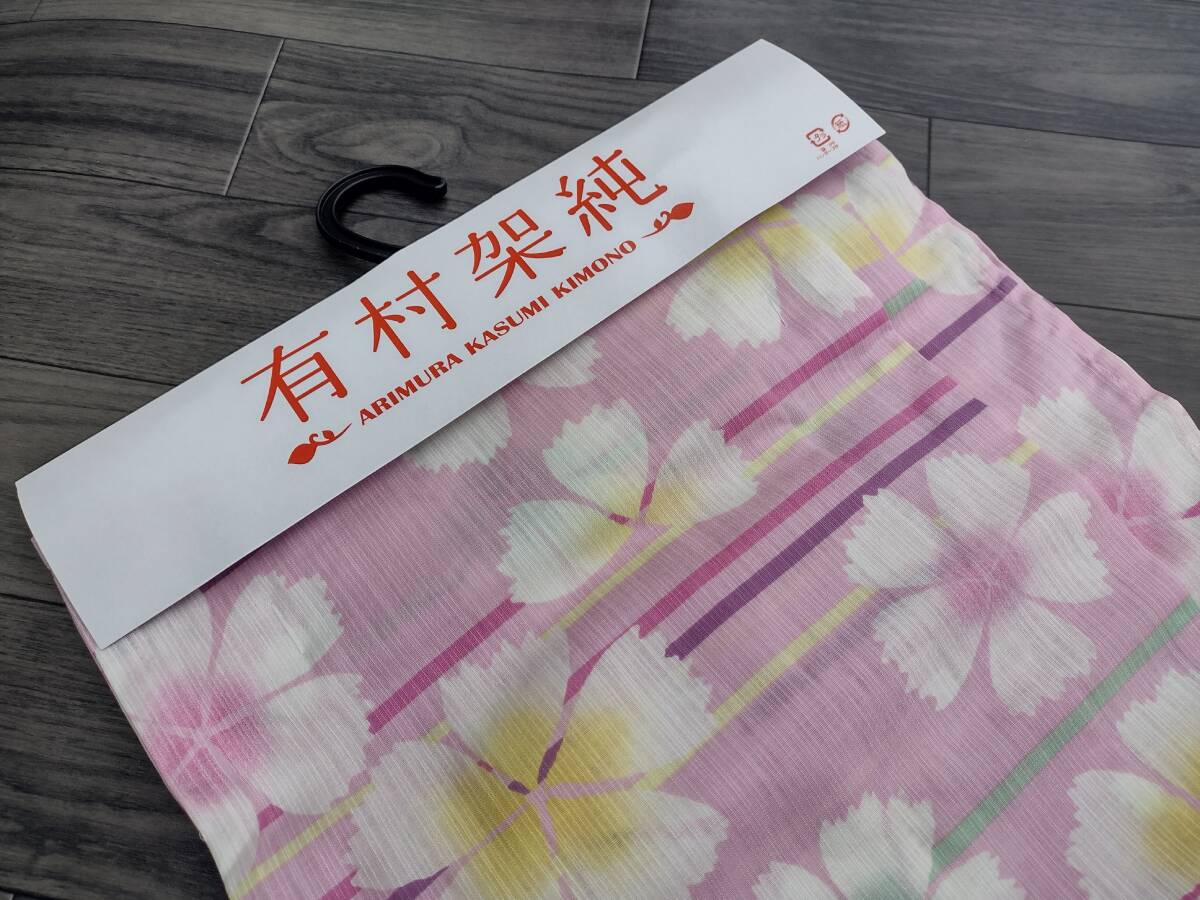 有村架純
ARIMURA KASUMI KIMONO